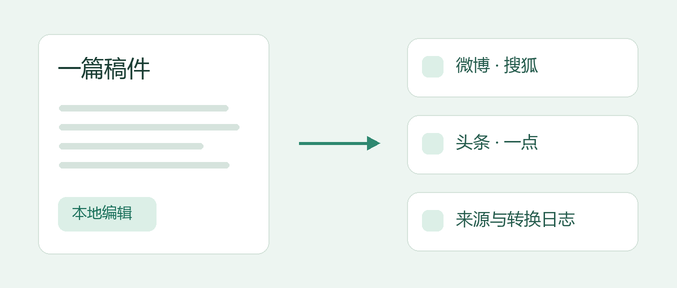 一篇稿件
本地编辑
微博 · 搜狐
头条 · 一点
来源与转换日志